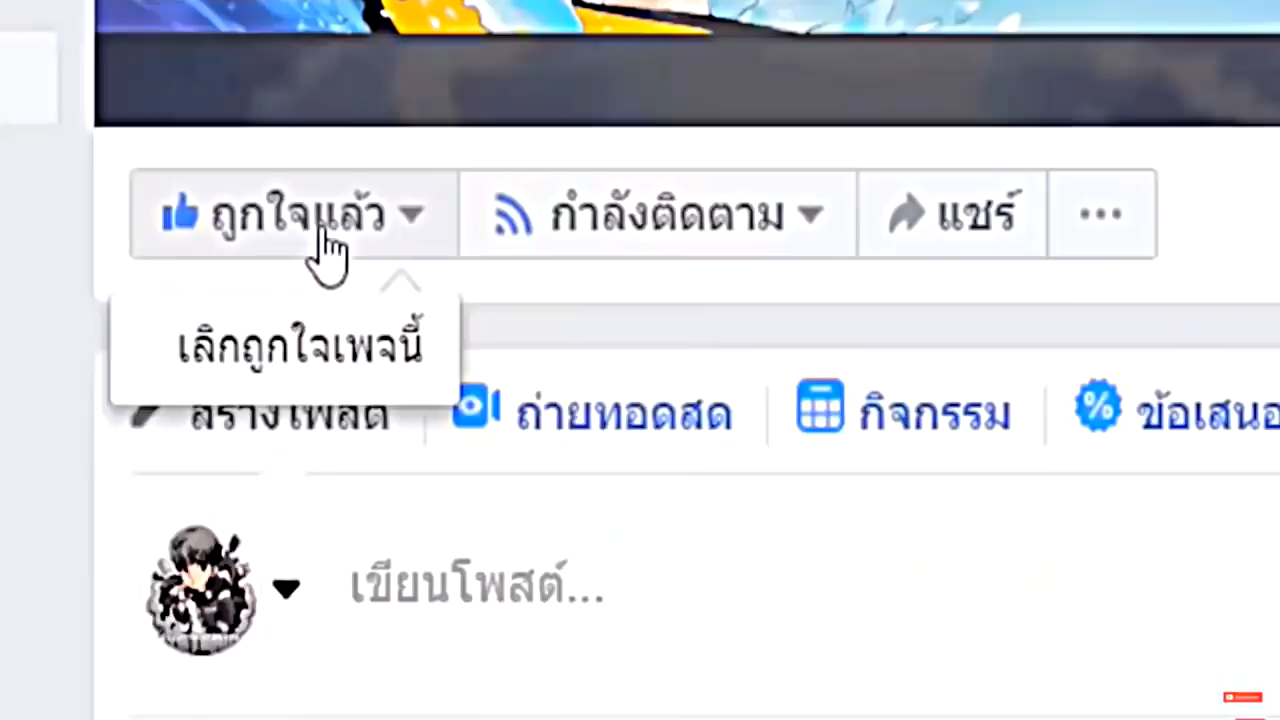 ถูกใจแล้ว กำลังติดตาม แชร์
เลิกถูกใจเพจนี้
สร้างโพสต์ ถ่ายทอดสด กิจกรรม ข้อเสนอ
เขียนโพสต์...